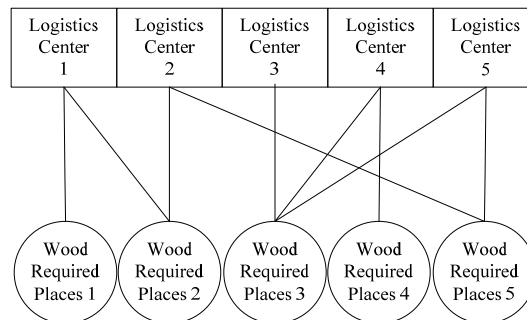 Logistics
Center
1
Logistics
Center
2
Logistics
Center
3
Logistics
Center
4
Logistics
Center
5
Wood
Required
Places 1
Wood
Required
Places 2
Wood
Required
Places 3
Wood
Required
Places 4
Wood
Required
Places 5